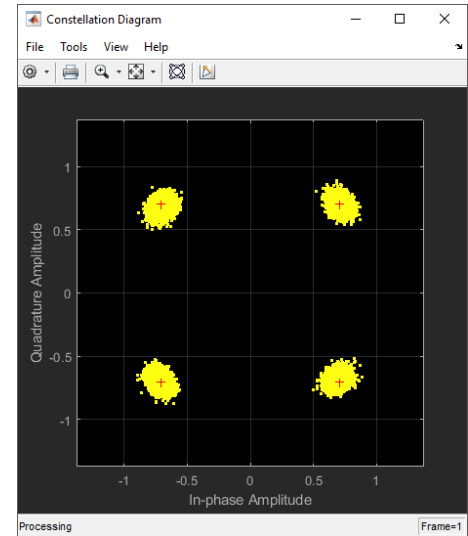 Constellation Diagram
File Tools View Help
1
0.5
0
-0.5
-1
Quadrature Amplitude
-1 -0.5 0 0.5 1
In-phase Amplitude
Processing Frame=1